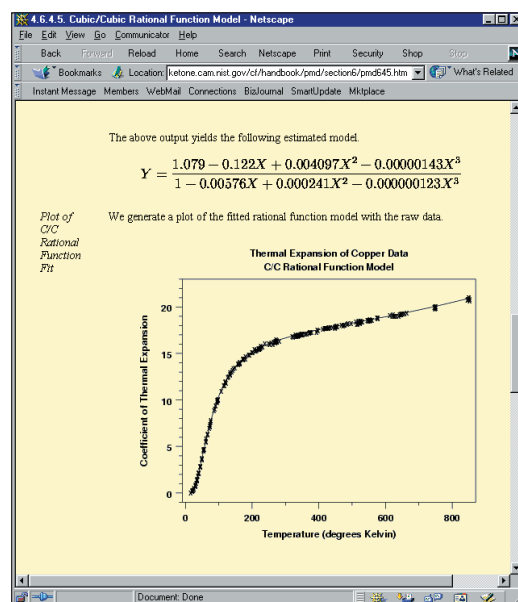 4.6.4.5. Cubic/Cubic Rational Function Model - Netscape
File Edit View Go Communicator Help
Back Forward Reload Home Search Netscape Print Security Shop Stop
Bookmarks Location: ketone.cam.nist.gov/cf/handbook/pmd/section6/pmd645.htm What's Related
Instant Message Members WebMail Connections BizJournal SmartUpdate Mktplace
The above output yields the following estimated model.
Y = (1.079 − 0.122X + 0.004097X² − 0.00000143X³) / (1 − 0.00576X + 0.000241X² − 0.000000123X³)
Plot of
C/C
Rational
Function
Fit
We generate a plot of the fitted rational function model with the raw data.
Thermal Expansion of Copper Data
C/C Rational Function Model
Coefficient of Thermal Expansion
20
15
10
5
0
0 200 400 600 800
Temperature (degrees Kelvin)
Document: Done